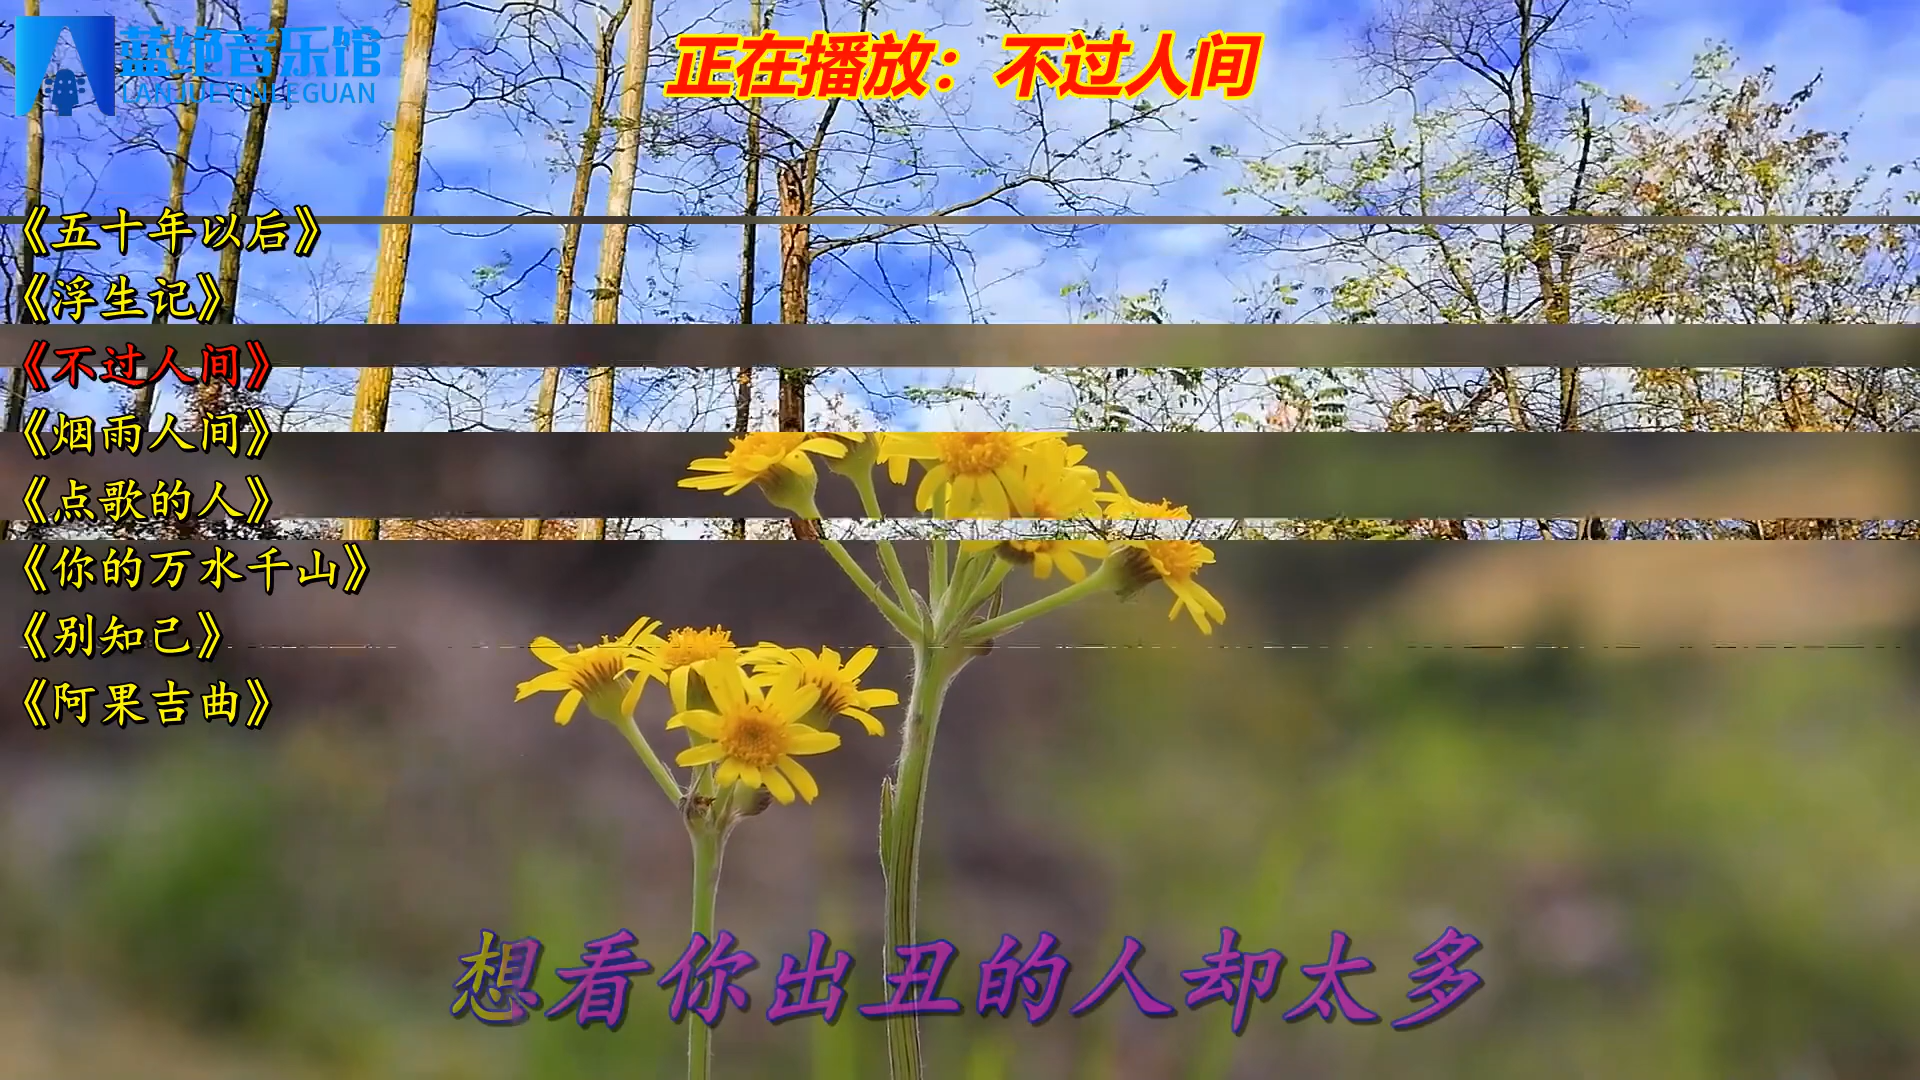 蓝绝音乐馆
LANJUEYINLEGUAN
正在播放：不过人间
《五十年以后》
《浮生记》
《不过人间》
《烟雨人间》
《点歌的人》
《你的万水千山》
《别知己》
《阿果吉曲》
想看你出丑的人却太多